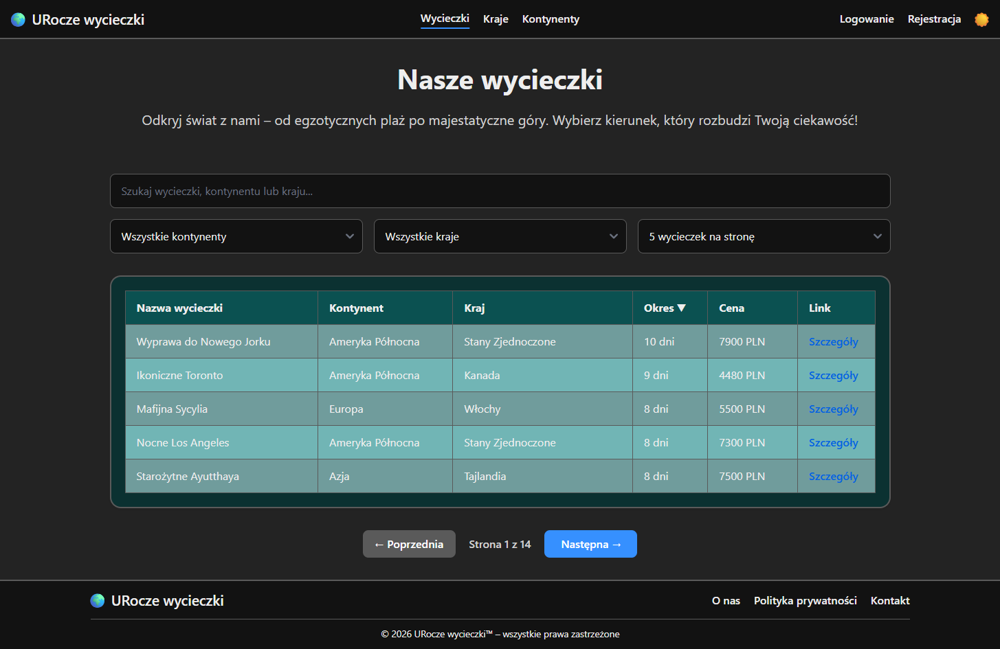 URocze wycieczki Wycieczki Kraje Kontynenty Logowanie Rejestracja
Nasze wycieczki
Odkryj świat z nami – od egzotycznych plaż po majestatyczne góry. Wybierz kierunek, który rozbudzi Twoją ciekawość!
Szukaj wycieczki, kontynentu lub kraju...
Wszystkie kontynenty Wszystkie kraje 5 wycieczek na stronę
Nazwa wycieczki Kontynent Kraj Okres ▼ Cena Link
Wyprawa do Nowego Jorku Ameryka Północna Stany Zjednoczone 10 dni 7900 PLN Szczegóły
Ikoniczne Toronto Ameryka Północna Kanada 9 dni 4480 PLN Szczegóły
Mafijna Sycylia Europa Włochy 8 dni 5500 PLN Szczegóły
Nocne Los Angeles Ameryka Północna Stany Zjednoczone 8 dni 7300 PLN Szczegóły
Starożytne Ayutthaya Azja Tajlandia 8 dni 7500 PLN Szczegóły
← Poprzednia Strona 1 z 14 Następna →
URocze wycieczki O nas Polityka prywatności Kontakt
© 2026 URocze wycieczki™ – wszystkie prawa zastrzeżone